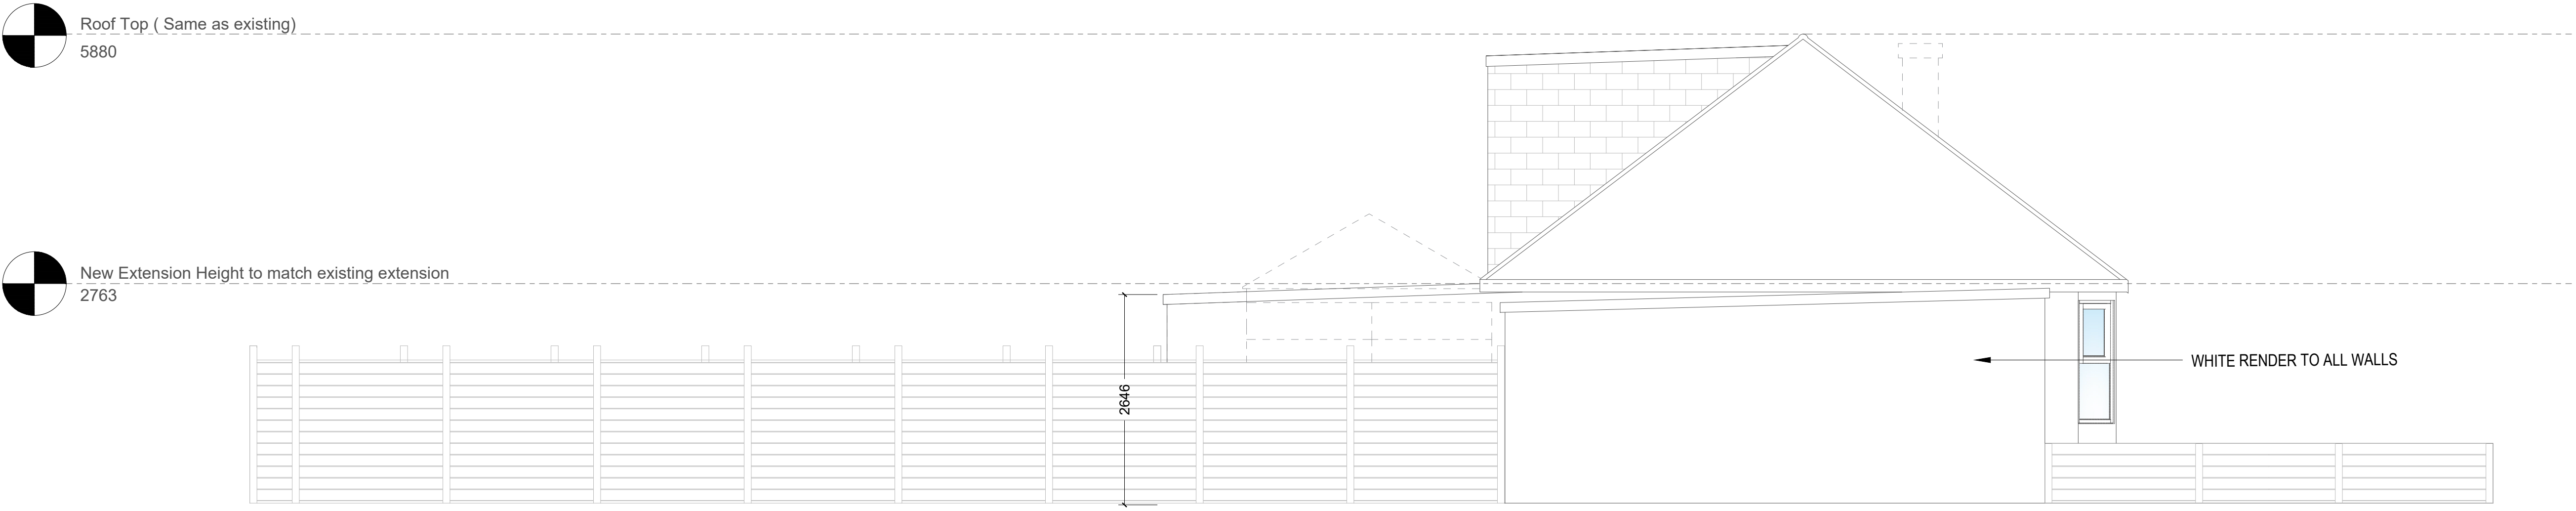 Roof Top ( Same as existing)
5880
New Extension Height to match existing extension
2763
2646
WHITE RENDER TO ALL WALLS